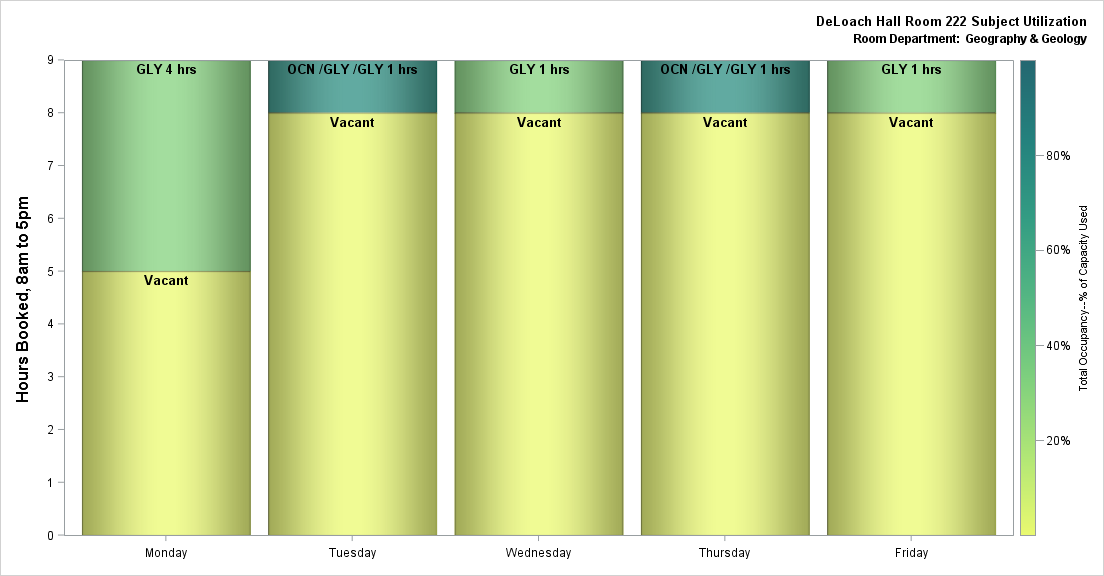 DeLoach Hall Room 222 Subject Utilization
Room Department:  Geography & Geology
Hours Booked, 8am to 5pm
9
8
7
6
5
4
3
2
1
0
GLY 4 hrs
Vacant
OCN /GLY /GLY 1 hrs
Vacant
GLY 1 hrs
Vacant
OCN /GLY /GLY 1 hrs
Vacant
GLY 1 hrs
Vacant
Monday
Tuesday
Wednesday
Thursday
Friday
80%
60%
40%
20%
Total Occupancy--% of Capacity Used